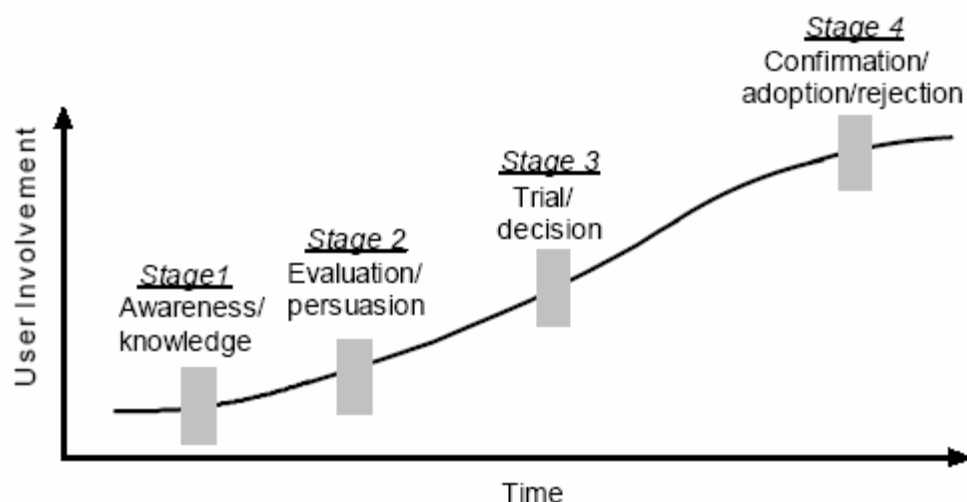 Stage 4
Confirmation/
adoption/rejection
Stage 3
Trial/
decision
Stage 2
Evaluation/
persuasion
Stage1
Awareness/
knowledge
User Involvement
Time